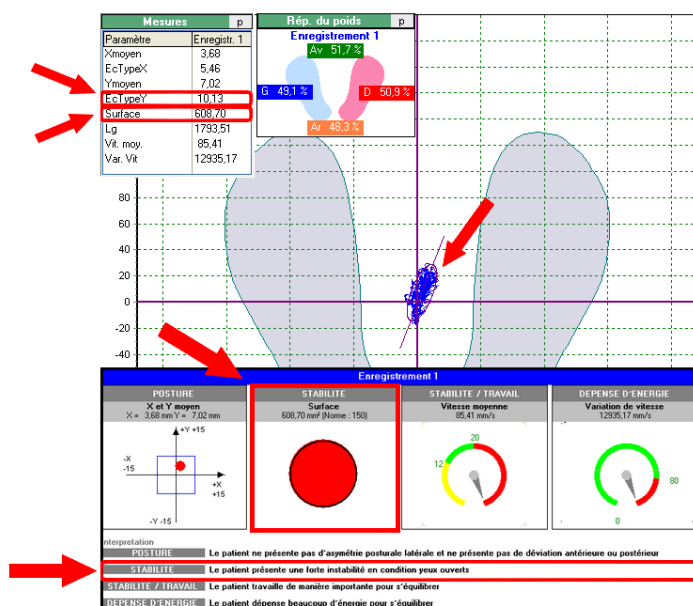 Mesures p
Paramètre Enregistr. 1
Xmoyen 3,68
EcTypeX 5,46
Ymoyen 7,02
EcTypeY 10,13
Surface 608,70
Lg 1793,51
Vit. moy. 85,41
Var. Vit 12935,17
Rép. du poids p
Enregistrement 1
Av 51,7 %
G 49,1 % D 50,9 %
Ar 48,3 %
80
60
40
20
0
-20
-40
Enregistrement 1
POSTURE
X et Y moyen
X = 3,68 mm Y = 7,02 mm
+Y +15
-X
-15
+X
+15
-Y -15
STABILITE
Surface
608,70 mm² (Norme : 150)
STABILITE / TRAVAIL
Vitesse moyenne
85,41 mm/s
20
12
DEPENSE D'ENERGIE
Variation de vitesse
12935,17 mm/s
80
0
nterpretation
POSTURE Le patient ne présente pas d'asymétrie posturale latérale et ne présente pas de déviation antérieure ou postérieur
STABILITE Le patient présente une forte instabilité en condition yeux ouverts
STABILITE / TRAVAIL Le patient travaille de manière importante pour s'équilibrer
DEPENSE D'ENERGIE Le patient dépense beaucoup d'énergie pour s'équilibrer